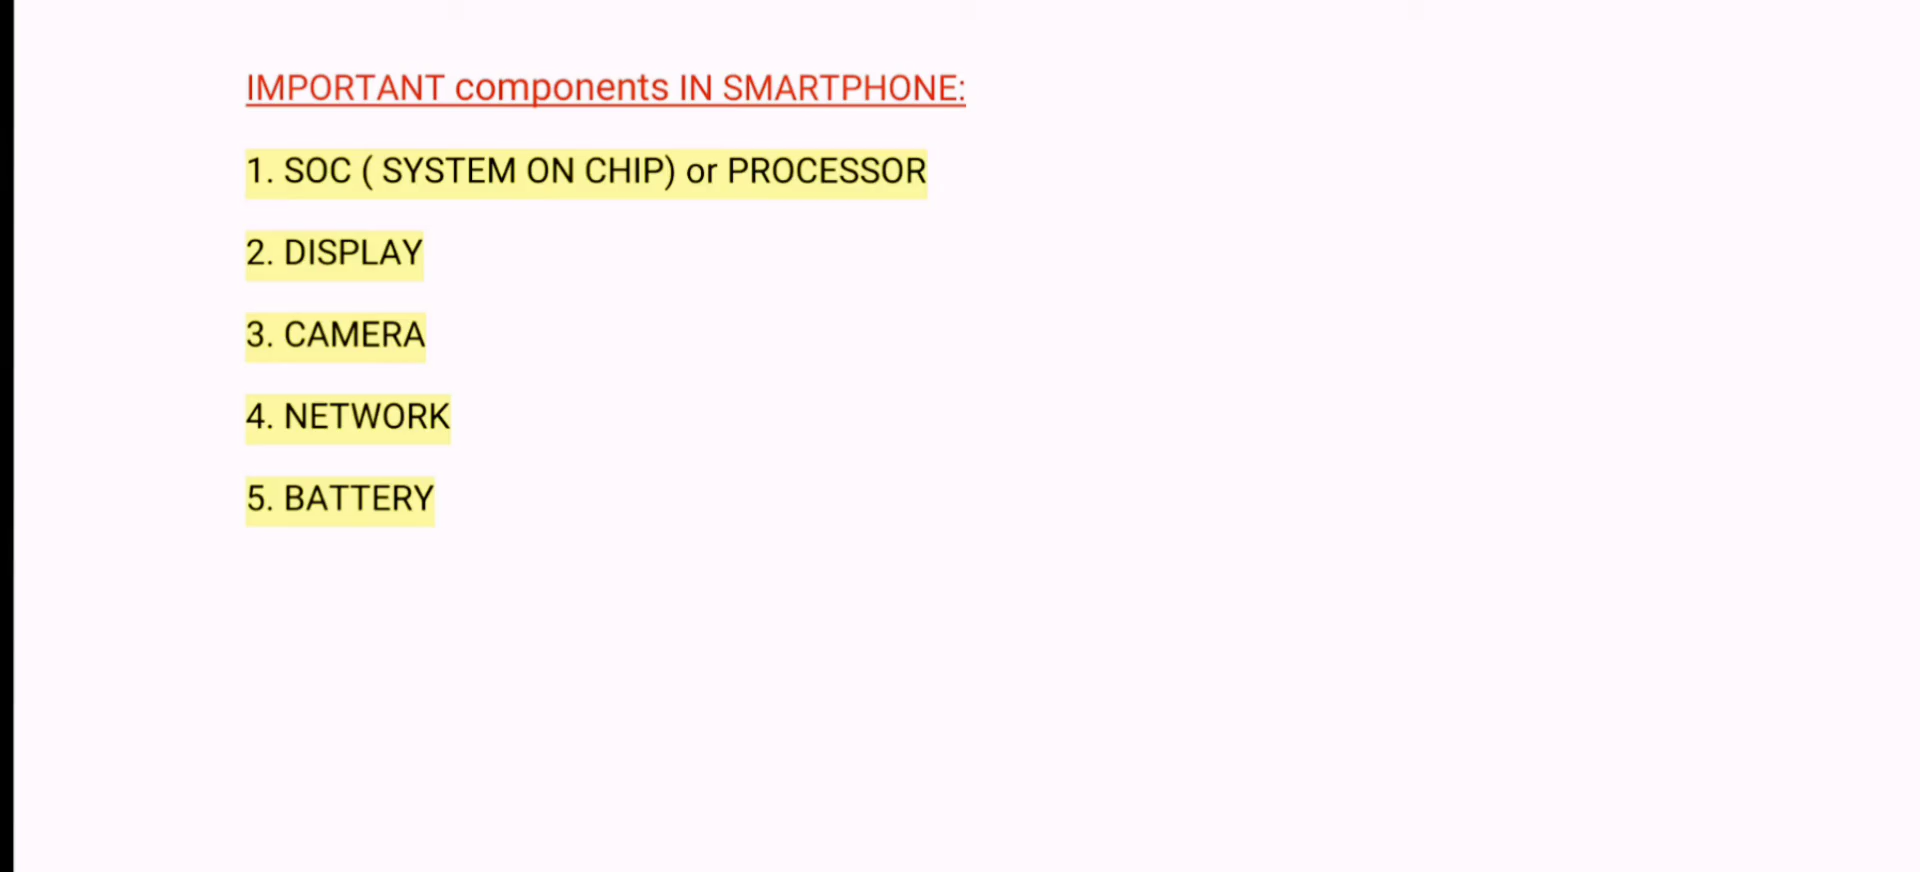 IMPORTANT components IN SMARTPHONE:
1. SOC ( SYSTEM ON CHIP) or PROCESSOR
2. DISPLAY
3. CAMERA
4. NETWORK
5. BATTERY